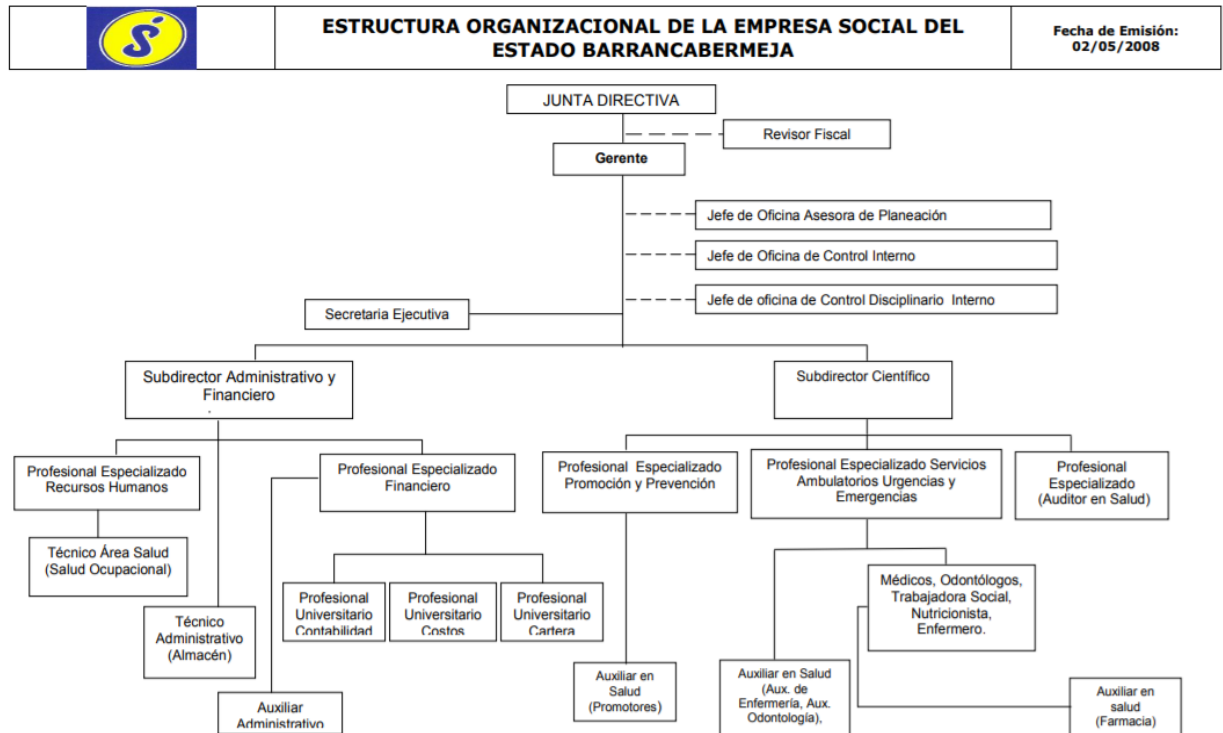 S
ESTRUCTURA ORGANIZACIONAL DE LA EMPRESA SOCIAL DEL
ESTADO BARRANCABERMEJA
Fecha de Emisión:
02/05/2008
JUNTA DIRECTIVA
Revisor Fiscal
Gerente
Jefe de Oficina Asesora de Planeación
Jefe de Oficina de Control Interno
Jefe de oficina de Control Disciplinario Interno
Secretaria Ejecutiva
Subdirector Administrativo y
Financiero
.
Subdirector Científico
Profesional Especializado
Recursos Humanos
Profesional Especializado
Financiero
Profesional Especializado
Promoción y Prevención
Profesional Especializado Servicios
Ambulatorios Urgencias y
Emergencias
Profesional
Especializado
(Auditor en Salud)
Técnico Área Salud
(Salud Ocupacional)
Técnico
Administrativo
(Almacén)
Profesional
Universitario
Contabilidad
Profesional
Universitario
Costos
Profesional
Universitario
Cartera
Médicos, Odontólogos,
Trabajadora Social,
Nutricionista,
Enfermero.
Auxiliar
Administrativo
Auxiliar en
Salud
(Promotores)
Auxiliar en Salud
(Aux. de
Enfermería, Aux.
Odontología),
Auxiliar en
salud
(Farmacia)